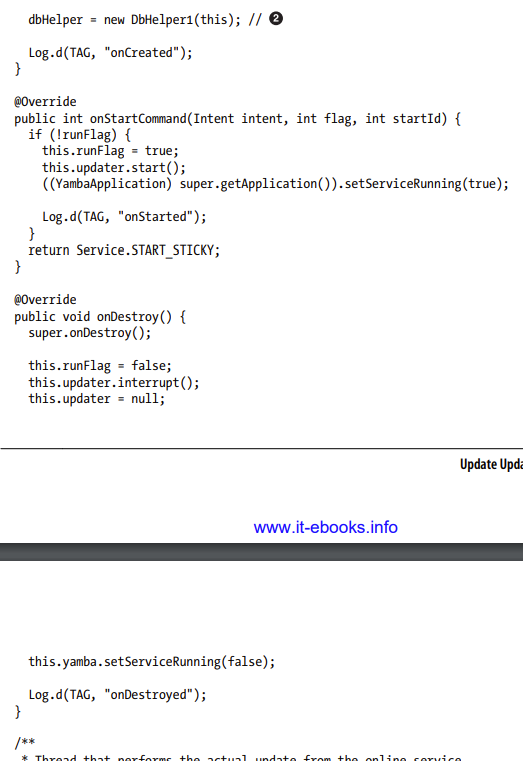 dbHelper = new DbHelper1(this); // ❷
Log.d(TAG, "onCreated");
}
@Override
public int onStartCommand(Intent intent, int flag, int startId) {
if (!runFlag) {
this.runFlag = true;
this.updater.start();
((YambaApplication) super.getApplication()).setServiceRunning(true);
Log.d(TAG, "onStarted");
}
return Service.START_STICKY;
}
@Override
public void onDestroy() {
super.onDestroy();
this.runFlag = false;
this.updater.interrupt();
this.updater = null;
Update Upda
www.it-ebooks.info
this.yamba.setServiceRunning(false);
Log.d(TAG, "onDestroyed");
}
/**
* Thread that performs the actual update from the online service